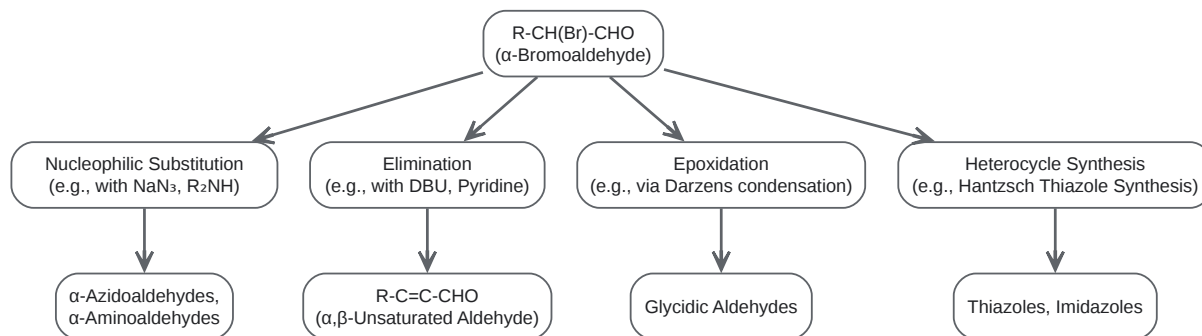 R-CH(Br)-CHO
(α-Bromoaldehyde)
Nucleophilic Substitution
(e.g., with NaN₃, R₂NH)
Elimination
(e.g., with DBU, Pyridine)
Epoxidation
(e.g., via Darzens condensation)
Heterocycle Synthesis
(e.g., Hantzsch Thiazole Synthesis)
α-Azidoaldehydes,
α-Aminoaldehydes
R-C=C-CHO
(α,β-Unsaturated Aldehyde)
Glycidic Aldehydes
Thiazoles, Imidazoles